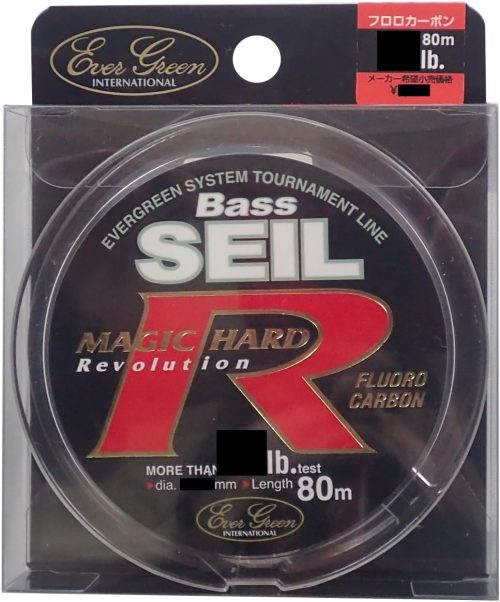 Ever Green
INTERNATIONAL
フロロカーボン
80m
lb.
メーカー希望小売価格
¥
EVERGREEN SYSTEM TOURNAMENT LINE
Bass
SEIL
R
MAGIC HARD
Revolution
FLUORO
CARBON
MORE THAN lb.test
▶dia. mm ▶Length 80m
Ever Green
INTERNATIONAL